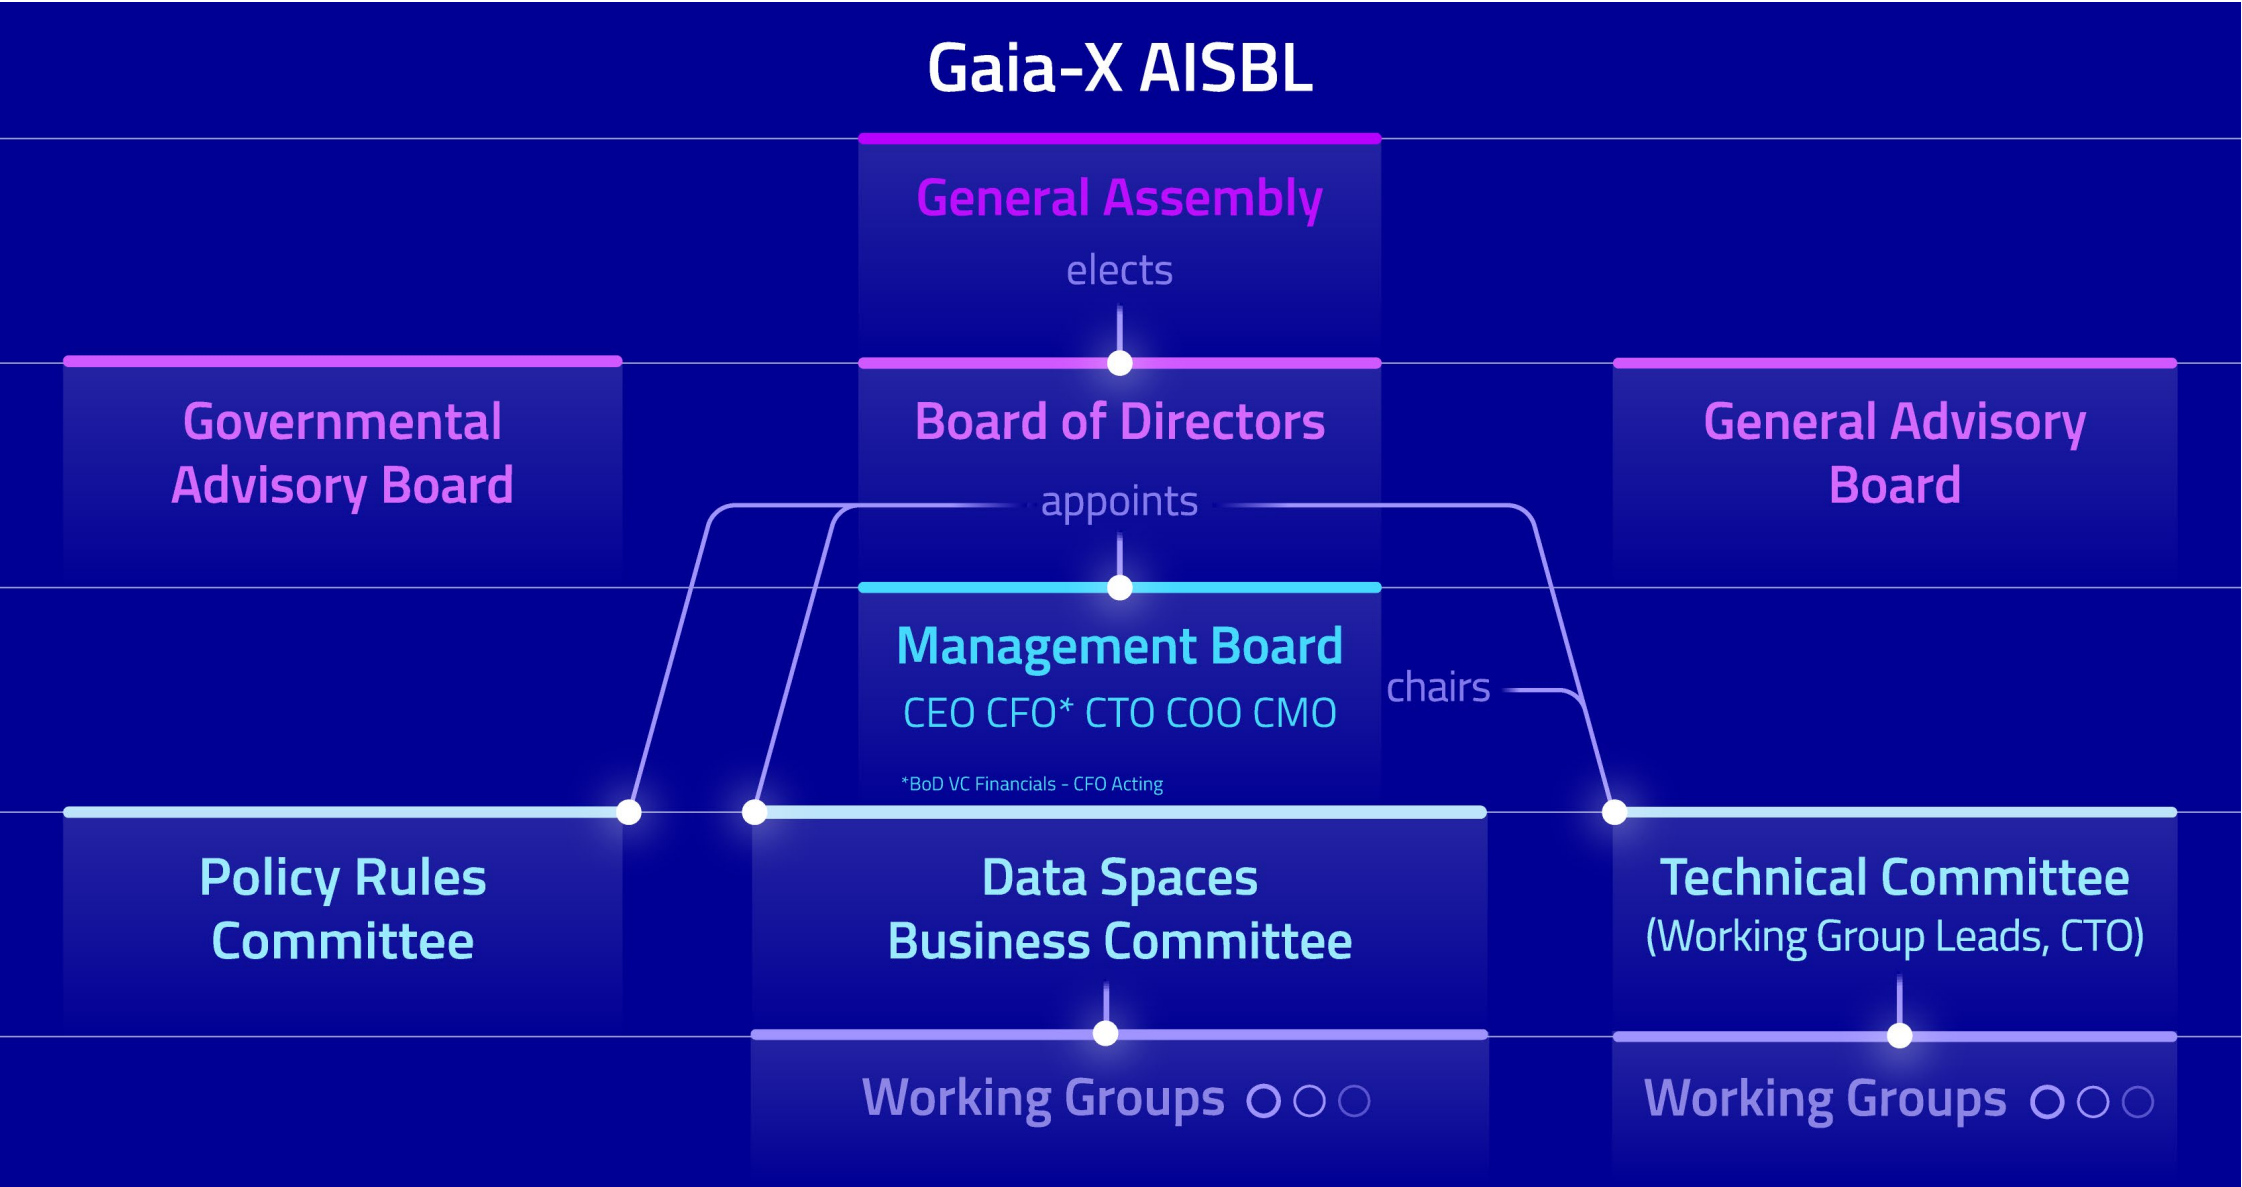 Gaia-X AISBL
General Assembly
elects
Governmental
Advisory Board
Board of Directors
appoints
General Advisory
Board
Management Board
CEO CFO* CTO COO CMO
*BoD VC Financials - CFO Acting
chairs
Policy Rules
Committee
Data Spaces
Business Committee
Technical Committee
(Working Group Leads, CTO)
Working Groups
Working Groups